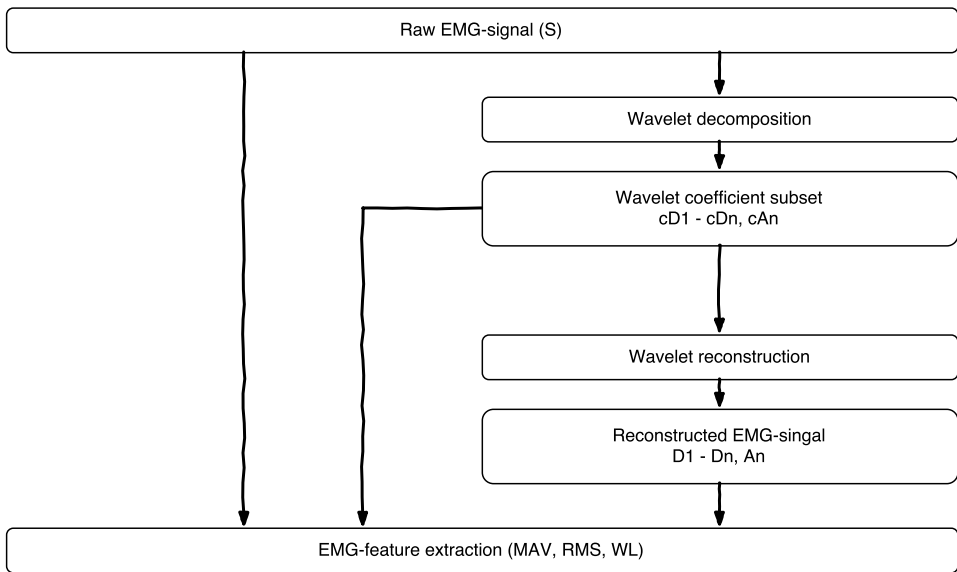 Raw EMG-signal (S)
Wavelet decomposition
Wavelet coefficient subset
cD1 - cDn, cAn
Wavelet reconstruction
Reconstructed EMG-singal
D1 - Dn, An
EMG-feature extraction (MAV, RMS, WL)